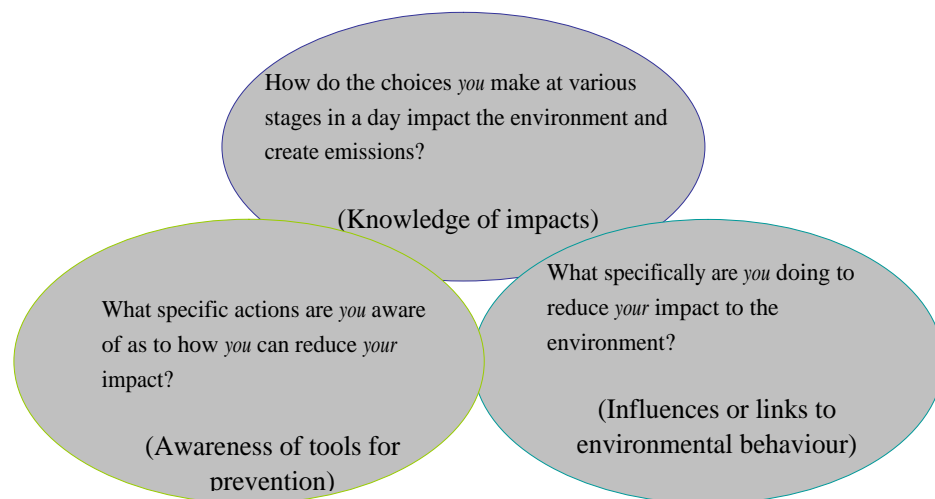 How do the choices you make at various
stages in a day impact the environment and
create emissions?
(Knowledge of impacts)
What specific actions are you aware
of as to how you can reduce your
impact?
(Awareness of tools for
prevention)
What specifically are you doing to
reduce your impact to the
environment?
(Influences or links to
environmental behaviour)